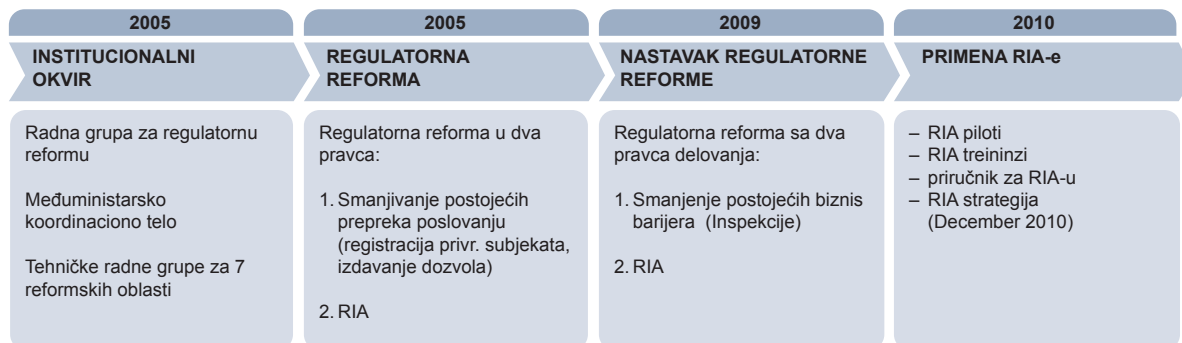 2005
INSTITUCIONALNI
OKVIR
Radna grupa za regulatornu
reformu
Međuministarsko
koordinaciono telo
Tehničke radne grupe za 7
reformskih oblasti
2005
REGULATORNA
REFORMA
Regulatorna reforma u dva
pravca:
1. Smanjivanje postojećih
prepreka poslovanju
(registracija privr. subjekata,
izdavanje dozvola)
2. RIA
2009
NASTAVAK REGULATORNE
REFORME
Regulatorna reforma sa dva
pravca delovanja:
1. Smanjenje postojećih biznis
barijera (Inspekcije)
2. RIA
2010
PRIMENA RIA-e
– RIA piloti
– RIA treininzi
– priručnik za RIA-u
– RIA strategija
(December 2010)